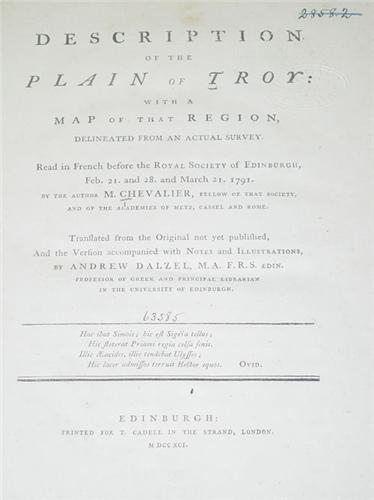 2858.2
DESCRIPTION
OF THE
PLAIN OF TROY:
WITH A
MAP OF THAT REGION,
DELINEATED FROM AN ACTUAL SURVEY.
Read in French before the ROYAL SOCIETY OF EDINBURGH,
Feb. 21. and 28. and March 21. 1791.
BY THE AUTHOR M. CHEVALIER, FELLOW OF THAT SOCIETY,
AND OF THE ACADEMIES OF METZ, CASSEL AND ROME.
Tranſlated from the Original not yet publiſhed,
And the Verſion accompanied with NOTES and ILLUSTRATIONS,
BY ANDREW DALZEL, M. A. F. R. S. EDIN.
PROFESSOR OF GREEK AND PRINCIPAL LIBRARIAN
IN THE UNIVERSITY OF EDINBURGH.
63585
Hac ibat Simois; hic eſt Sigëia tellus;
Hic ſteterat Priami regia celſa ſenis.
Illic Æacides, illic tendebat Ulyſſes;
Hic lacer admiſſos terruit Hector equos. OVID.
EDINBURGH:
PRINTED FOR T. CADELL IN THE STRAND, LONDON.
M DCC XCI.